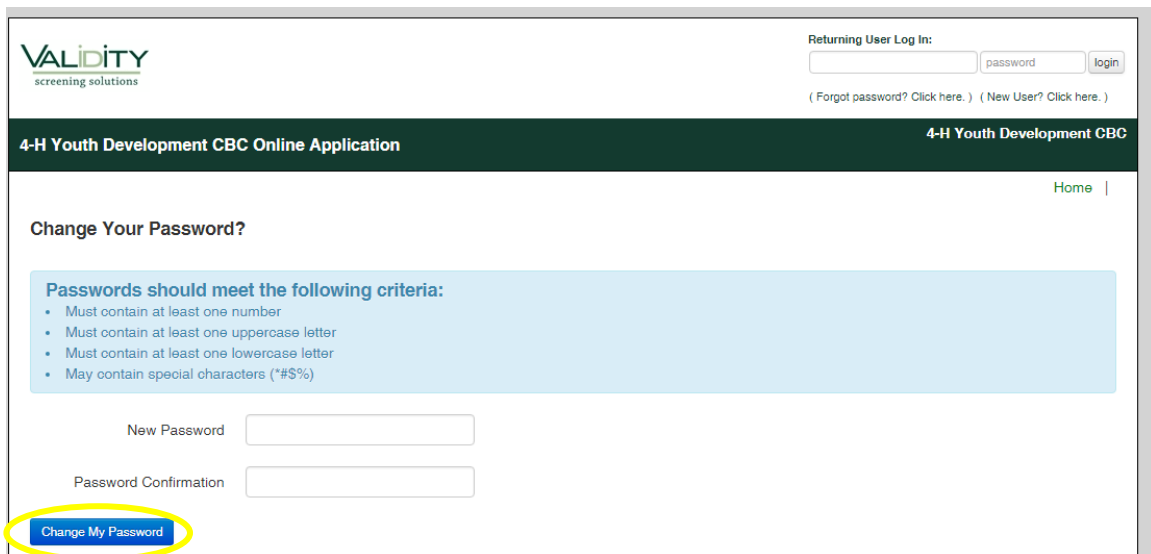 VALIDITY
screening solutions
Returning User Log In:
password login
( Forgot password? Click here. ) ( New User? Click here. )
4-H Youth Development CBC Online Application
4-H Youth Development CBC
Home |
Change Your Password?
Passwords should meet the following criteria:
• Must contain at least one number
• Must contain at least one uppercase letter
• Must contain at least one lowercase letter
• May contain special characters (*#$%)
New Password
Password Confirmation
Change My Password